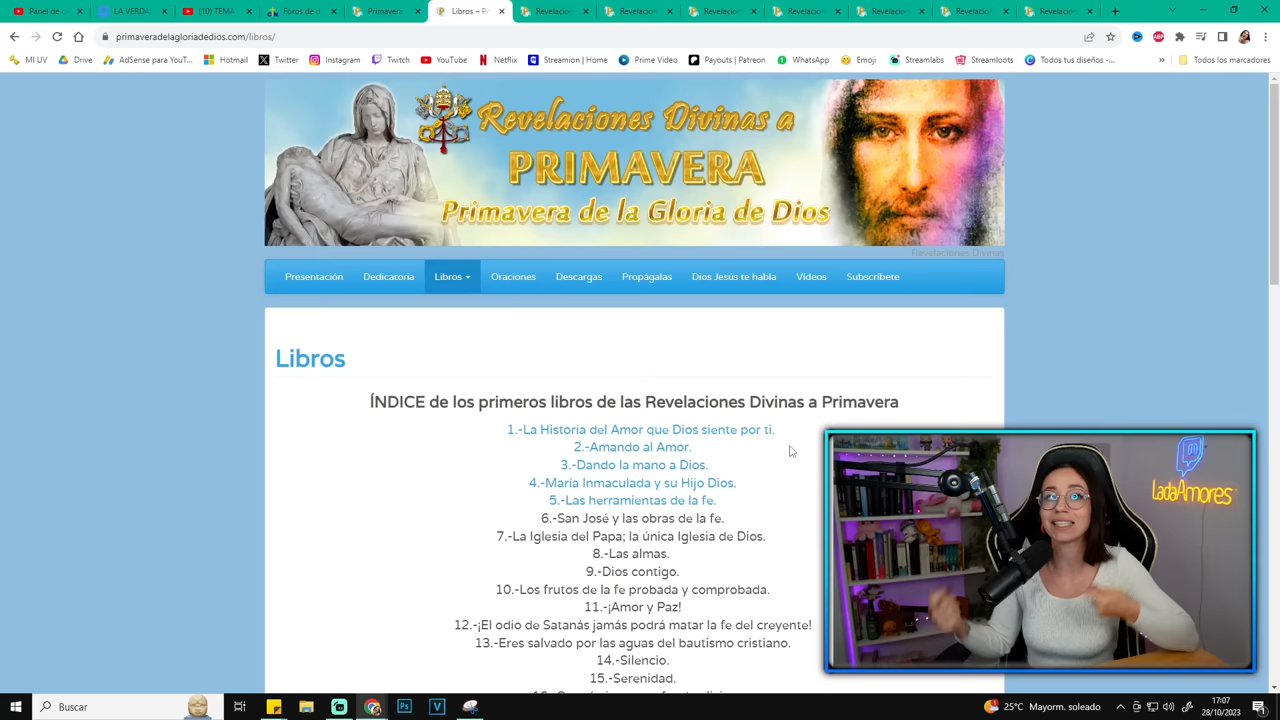 Panel de c
LA VERDAS
(10) TEMA
Foros de d
Primavera
Libros – Pr
Revelacion
Revelacion
Revelacion
Revelacion
Revelacion
Revelacion
Revelacion
primaveradelagloriadedios.com/libros/
MI UV
Drive
AdSense para YouT...
Hotmail
Twitter
Instagram
Twitch
YouTube
Netflix
Streamion | Home
Prime Video
Payouts | Patreon
WhatsApp
Emoji
Streamlabs
Streamloots
Todos tus diseños -...
»
Todos los marcadores
Revelaciones Divinas a
PRIMAVERA
Primavera de la Gloria de Dios
Revelaciones Divinas
Presentación
Dedicatoria
Libros
Oraciones
Descargas
Propágalas
Dios Jesús te habla
Vídeos
Subscríbete
Libros
ÍNDICE de los primeros libros de las Revelaciones Divinas a Primavera
1.-La Historia del Amor que Dios siente por ti.
2.-Amando al Amor.
3.-Dando la mano a Dios.
4.-María Inmaculada y su Hijo Dios.
5.-Las herramientas de la fe.
6.-San José y las obras de la fe.
7.-La Iglesia del Papa; la única Iglesia de Dios.
8.-Las almas.
9.-Dios contigo.
10.-Los frutos de la fe probada y comprobada.
11.-¡Amor y Paz!
12.-¡El odio de Satanás jamás podrá matar la fe del creyente!
13.-Eres salvado por las aguas del bautismo cristiano.
14.-Silencio.
15.-Serenidad.
LadaAmores
Buscar
25°C Mayorm. soleado
17:07
28/10/2023